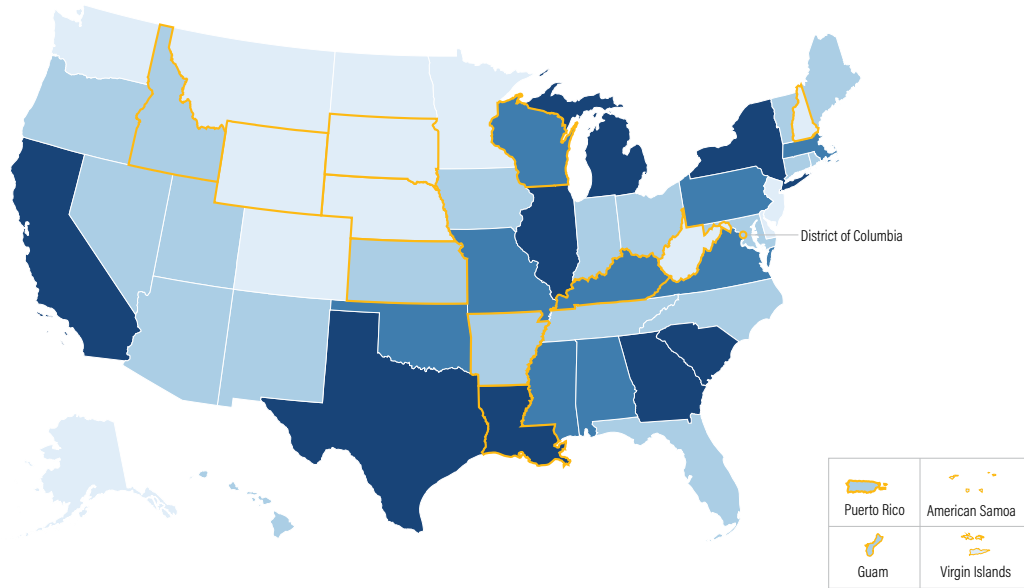 District of Columbia
Puerto Rico
American Samoa
Guam
Virgin Islands